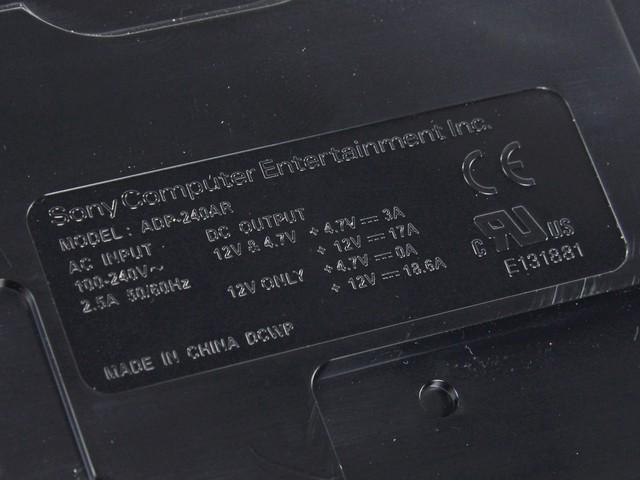 Sony Computer Entertainment Inc.
MODEL: ADP-240AR
AC INPUT
100-240V~
2.5A 50/60Hz
DC OUTPUT
12V & 4.7V + 4.7V ⎓ 3A
+ 12V ⎓ 17A
12V ONLY + 4.7V ⎓ 0A
+ 12V ⎓ 18.6A
MADE IN CHINA DCWP
CE
C RU US
E131881